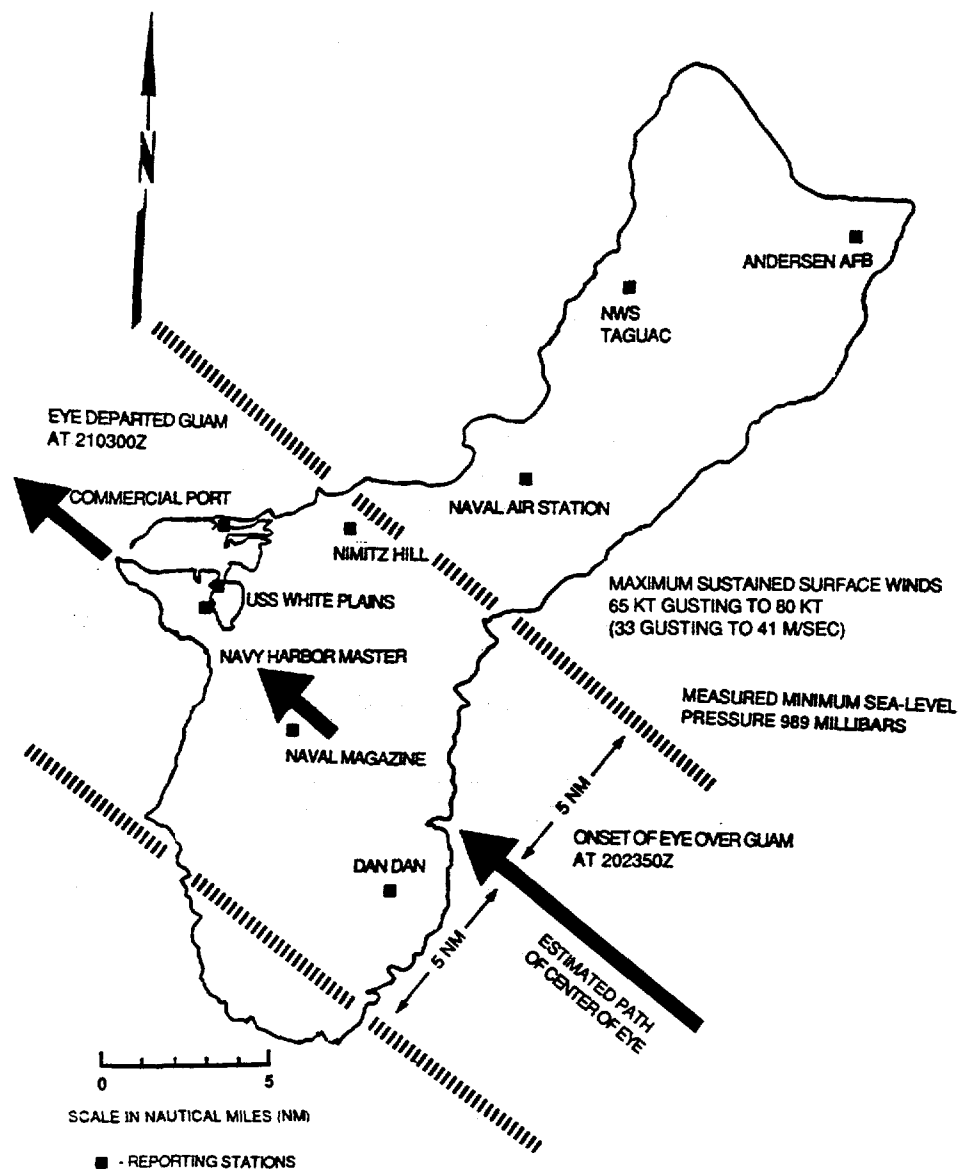 N
ANDERSEN AFB
NWS
TAGUAC
EYE DEPARTED GUAM
AT 210300Z
COMMERCIAL PORT
NAVAL AIR STATION
NIMITZ HILL
MAXIMUM SUSTAINED SURFACE WINDS
65 KT GUSTING TO 80 KT
(33 GUSTING TO 41 M/SEC)
USS WHITE PLAINS
NAVY HARBOR MASTER
MEASURED MINIMUM SEA-LEVEL
PRESSURE 989 MILLIBARS
NAVAL MAGAZINE
5 NM
ONSET OF EYE OVER GUAM
AT 202350Z
DAN DAN
5 NM
ESTIMATED PATH
OF CENTER OF EYE
0 5
SCALE IN NAUTICAL MILES (NM)
- REPORTING STATIONS